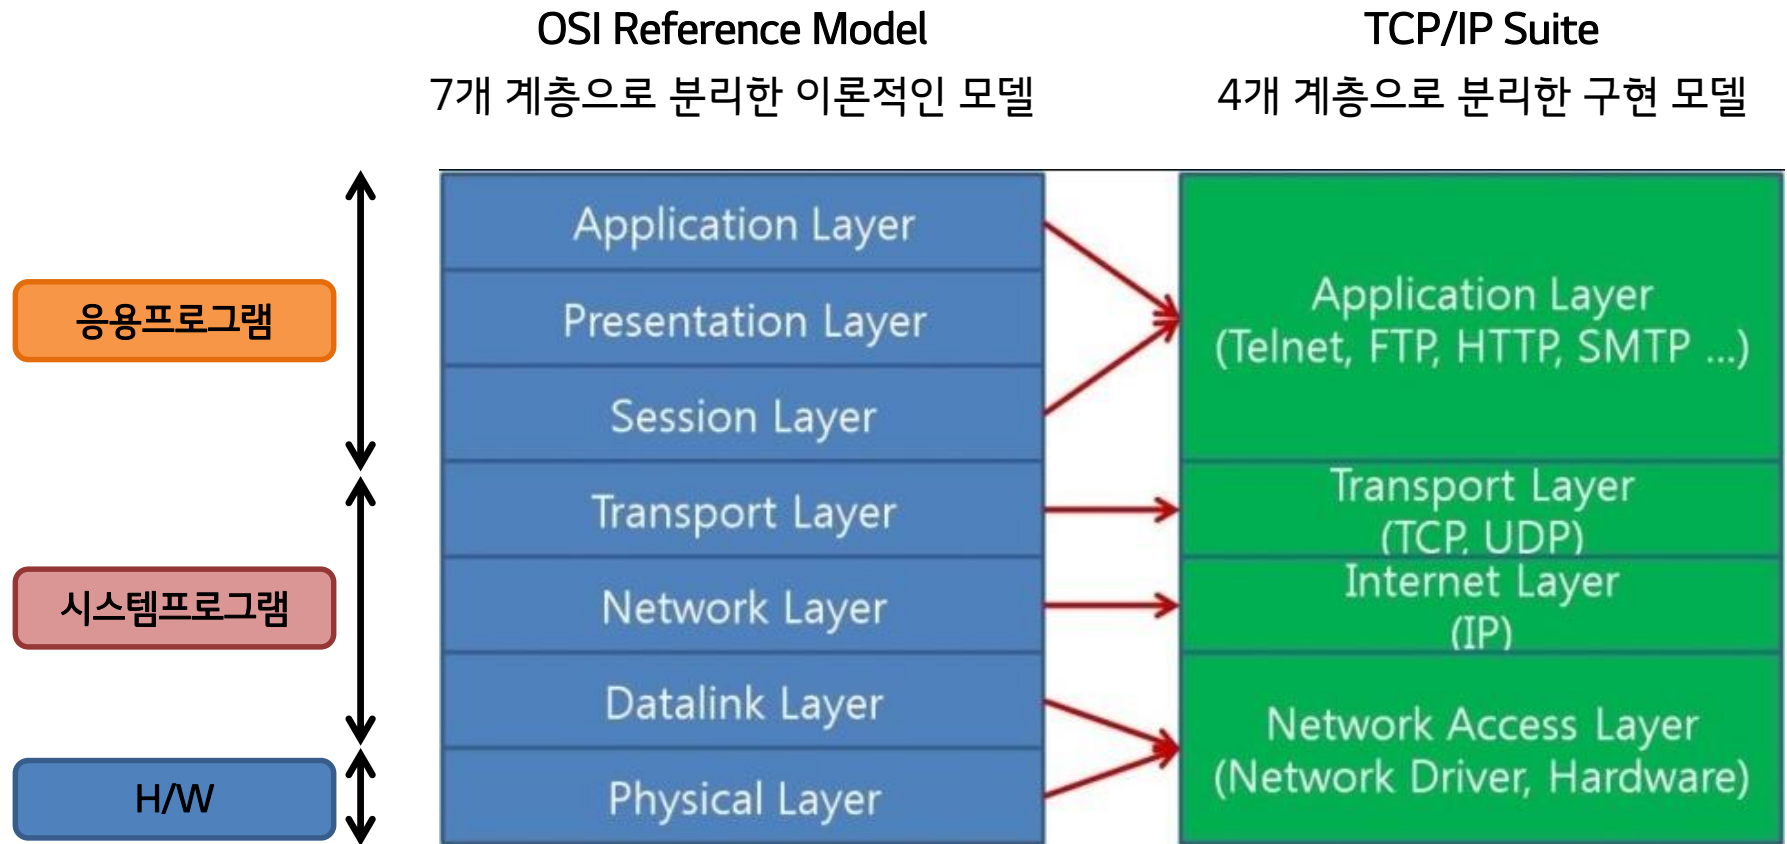 OSI Reference Model
7개 계층으로 분리한 이론적인 모델
TCP/IP Suite
4개 계층으로 분리한 구현 모델
응용프로그램
시스템프로그램
H/W
Application Layer
Presentation Layer
Session Layer
Transport Layer
Network Layer
Datalink Layer
Physical Layer
Application Layer
(Telnet, FTP, HTTP, SMTP ...)
Transport Layer
(TCP, UDP)
Internet Layer
(IP)
Network Access Layer
(Network Driver, Hardware)